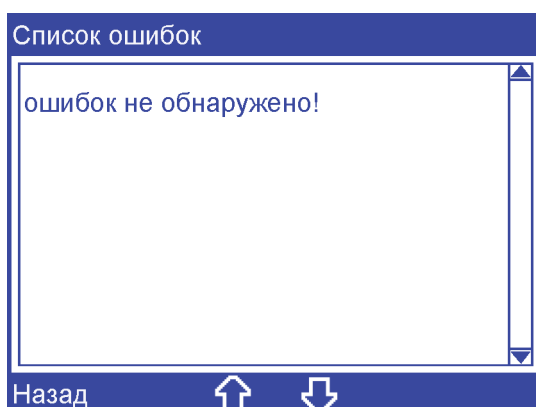 Список ошибок
ошибок не обнаружено!
Назад